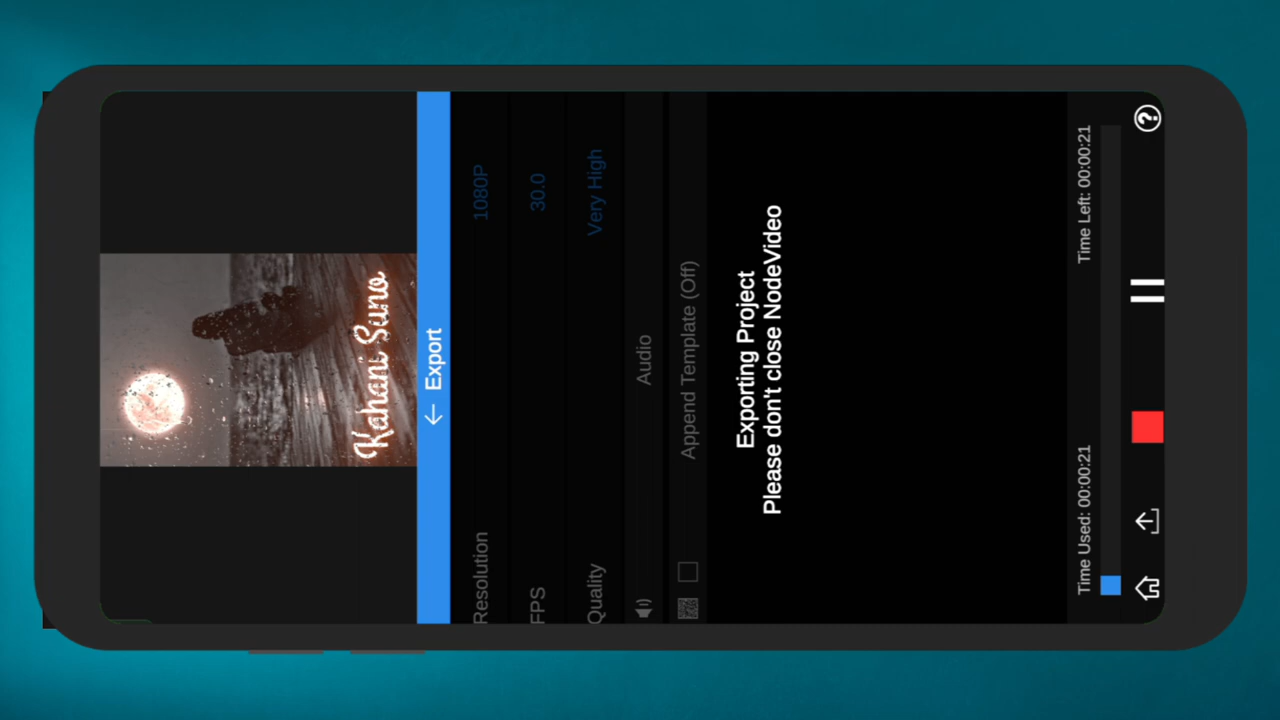 Kahani Suno
← Export
Resolution 1080P
FPS 30.0
Quality Very High
Audio
Append Template (Off)
Exporting Project
Please don't close NodeVideo
Time Used: 00:00:21 Time Left: 00:00:21